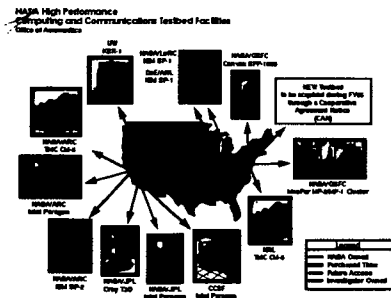 NASA High Performance
Computing and Communications Testbed Facilities
Office of Aeronautics
UW
KSR-1
NASA/LeRC
IBM SP-1
DoE/ANL
IBM SP-1
NASA/GSFC
Convex SPP-1000
NEW Testbed
to be acquired during FY95
through a Cooperative
Agreement Notice
(CAN)
NASA/ARC
TMC CM-5
NASA/GSFC
MasPar MP-2/MP-1 Cluster
NASA/ARC
Intel Paragon
NRL
TMC CM-5
NASA/ARC
IBM SP-2
NASA/JPL
Cray T3D
NASA/JPL
Intel Paragon
CCSF
Intel Paragon
Legend
NASA Owned
Purchased Time
Future Access
Investigator Owned